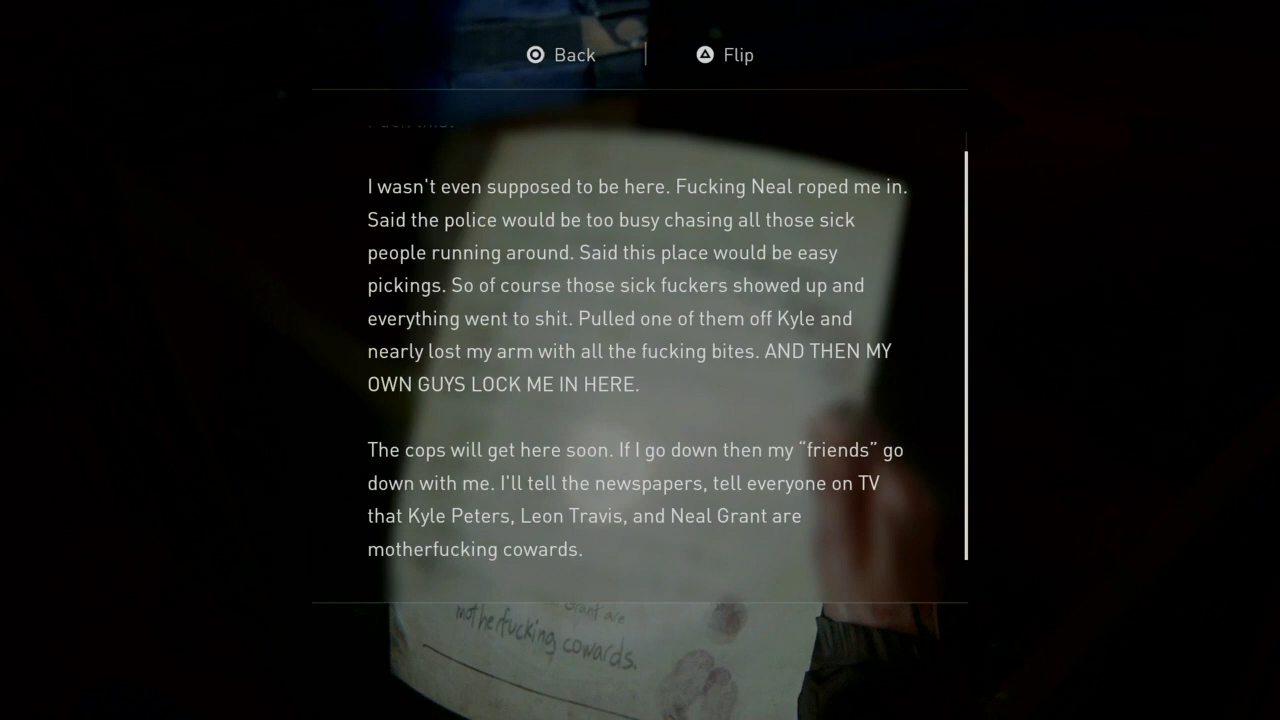 Back
Flip
I wasn't even supposed to be here. Fucking Neal roped me in.
Said the police would be too busy chasing all those sick
people running around. Said this place would be easy
pickings. So of course those sick fuckers showed up and
everything went to shit. Pulled one of them off Kyle and
nearly lost my arm with all the fucking bites. AND THEN MY
OWN GUYS LOCK ME IN HERE.
The cops will get here soon. If I go down then my “friends” go
down with me. I'll tell the newspapers, tell everyone on TV
that Kyle Peters, Leon Travis, and Neal Grant are
motherfucking cowards.
Grant are
motherfucking cowards.